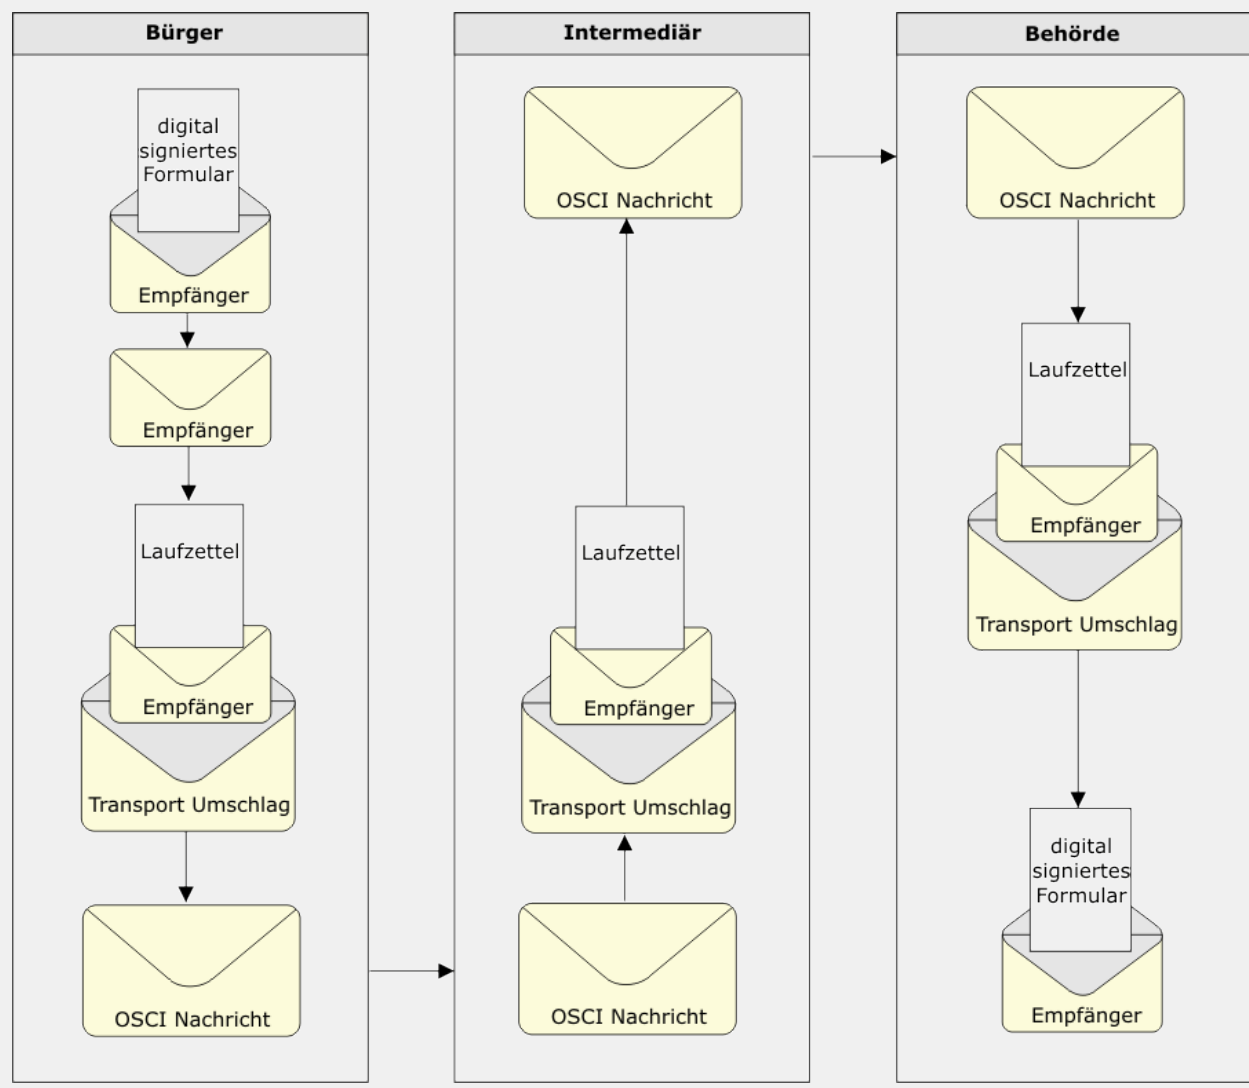 Bürger
digital
signiertes
Formular
Empfänger
Empfänger
Laufzettel
Empfänger
Transport Umschlag
OSCI Nachricht
Intermediär
OSCI Nachricht
Laufzettel
Empfänger
Transport Umschlag
OSCI Nachricht
Behörde
OSCI Nachricht
Laufzettel
Empfänger
Transport Umschlag
digital
signiertes
Formular
Empfänger